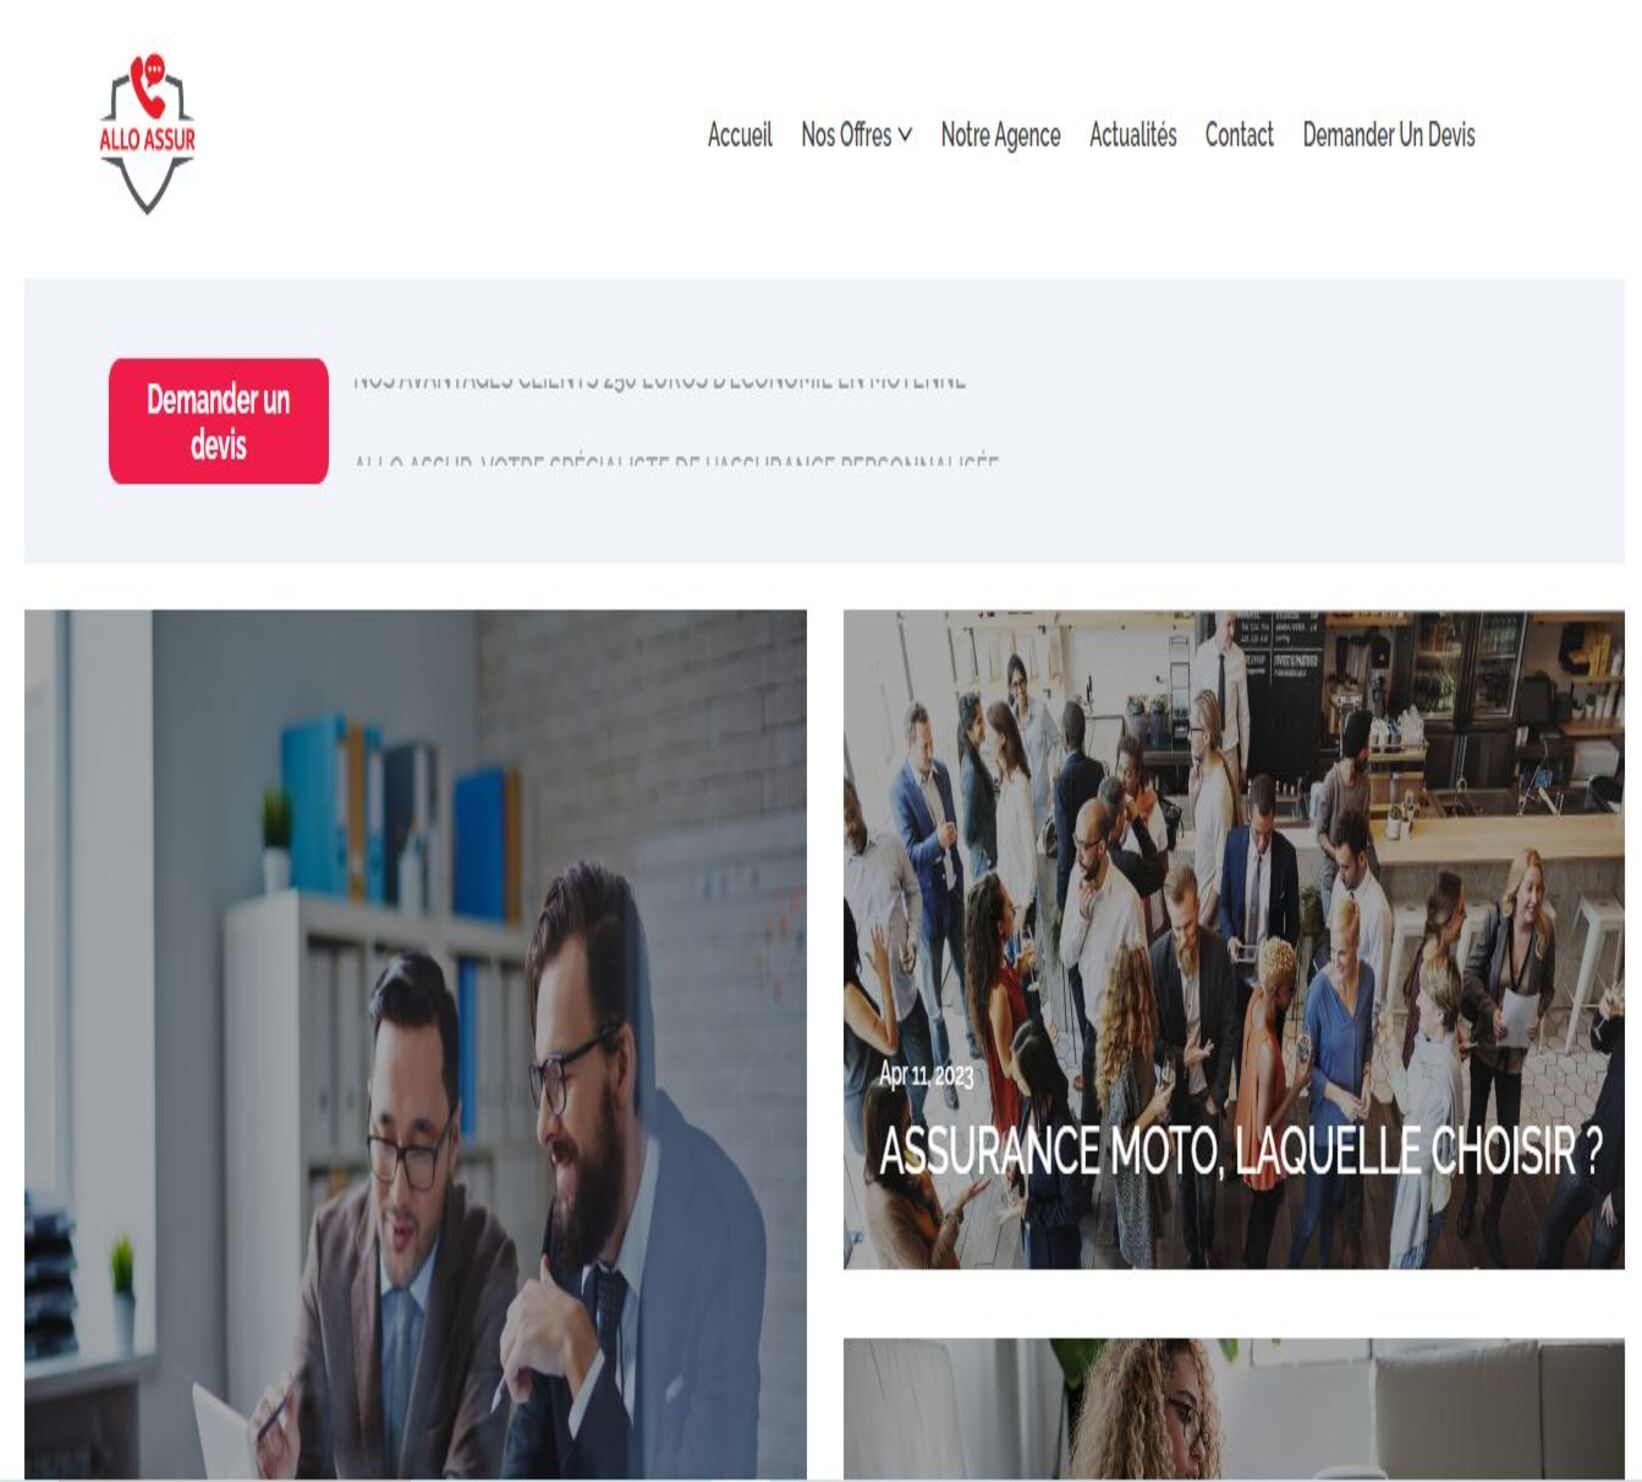 ALLO ASSUR
Accueil
Nos Offres
Notre Agence
Actualités
Contact
Demander Un Devis
Demander un
devis
NOS AVANTAGES CLIENTS 250 EUROS D'ÉCONOMIE EN MOYENNE
ALLO ASSUR, VOTRE SPÉCIALISTE DE L'ASSURANCE PERSONNALISÉE
Apr 11, 2023
ASSURANCE MOTO, LAQUELLE CHOISIR ?